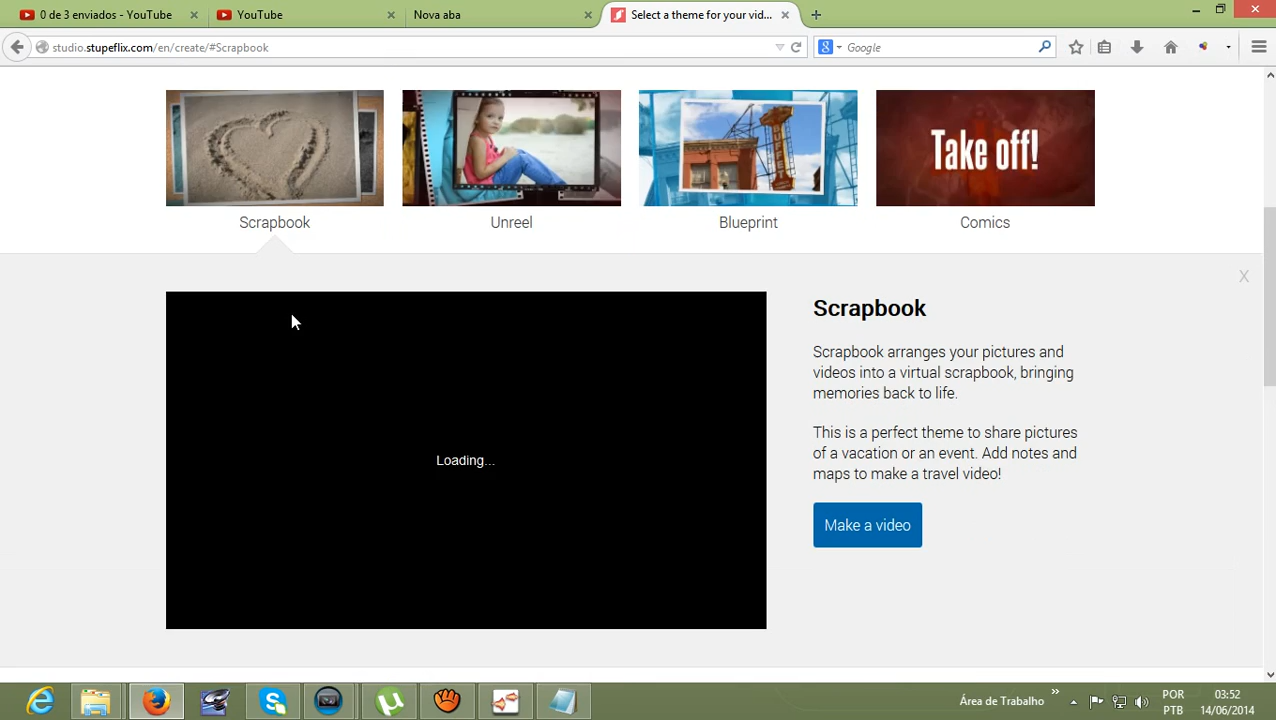 0 de 3 enviados - YouTube
YouTube
Nova aba
Select a theme for your vid...
studio.stupeflix.com/en/create/#Scrapbook
Google
Take off!
Scrapbook
Unreel
Blueprint
Comics
X
Loading...
Scrapbook
Scrapbook arranges your pictures and
videos into a virtual scrapbook, bringing
memories back to life.
This is a perfect theme to share pictures
of a vacation or an event. Add notes and
maps to make a travel video!
Make a video
Área de Trabalho
POR
PTB
03:52
14/06/2014